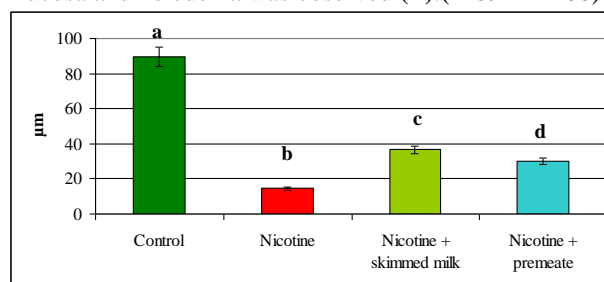 100
80
60
40
20
0
µm
a
b
c
d
Control
Nicotine
Nicotine +
skimmed milk
Nicotine +
premeate